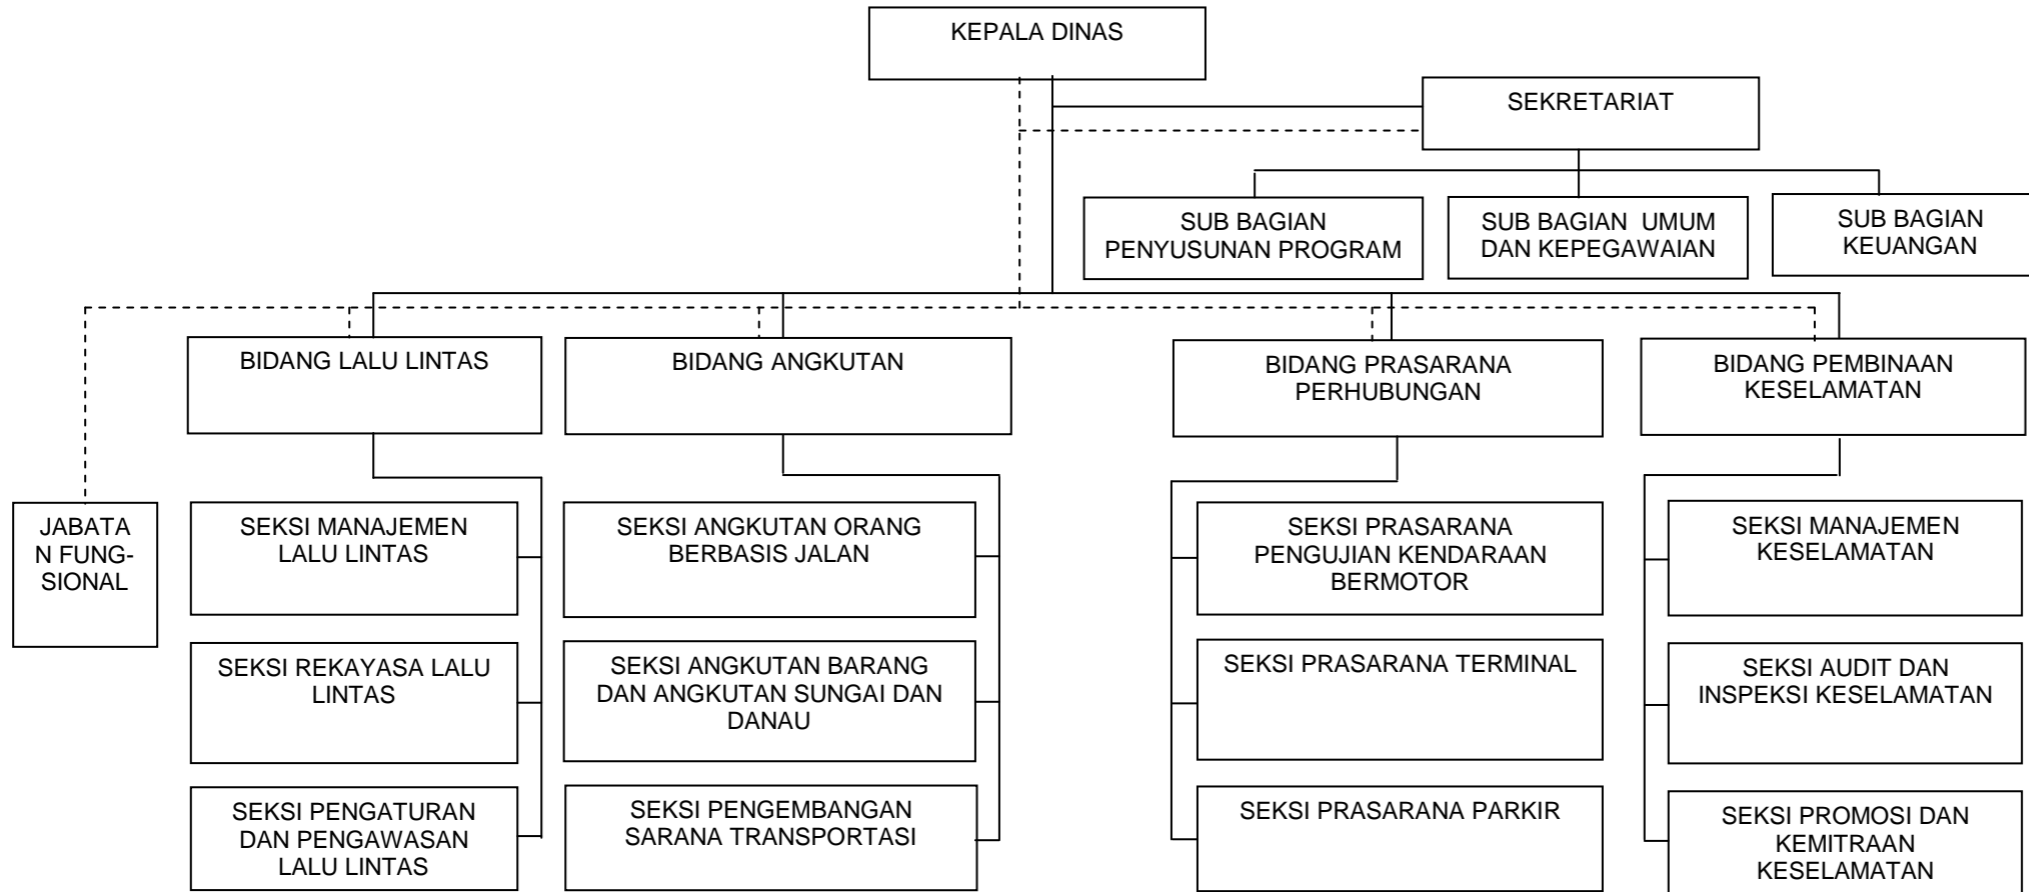 KEPALA DINAS
SEKRETARIAT
SUB BAGIAN
PENYUSUNAN PROGRAM
SUB BAGIAN  UMUM
DAN KEPEGAWAIAN
SUB BAGIAN
KEUANGAN
BIDANG LALU LINTAS
BIDANG ANGKUTAN
BIDANG PRASARANA
PERHUBUNGAN
BIDANG PEMBINAAN
KESELAMATAN
JABATA
N FUNG-
SIONAL
SEKSI MANAJEMEN
LALU LINTAS
SEKSI ANGKUTAN ORANG
BERBASIS JALAN
SEKSI PRASARANA
PENGUJIAN KENDARAAN
BERMOTOR
SEKSI MANAJEMEN
KESELAMATAN
SEKSI REKAYASA LALU
LINTAS
SEKSI ANGKUTAN BARANG
DAN ANGKUTAN SUNGAI DAN
DANAU
SEKSI PRASARANA TERMINAL
SEKSI AUDIT DAN
INSPEKSI KESELAMATAN
SEKSI PENGATURAN
DAN PENGAWASAN
LALU LINTAS
SEKSI PENGEMBANGAN
SARANA TRANSPORTASI
SEKSI PRASARANA PARKIR
SEKSI PROMOSI DAN
KEMITRAAN
KESELAMATAN